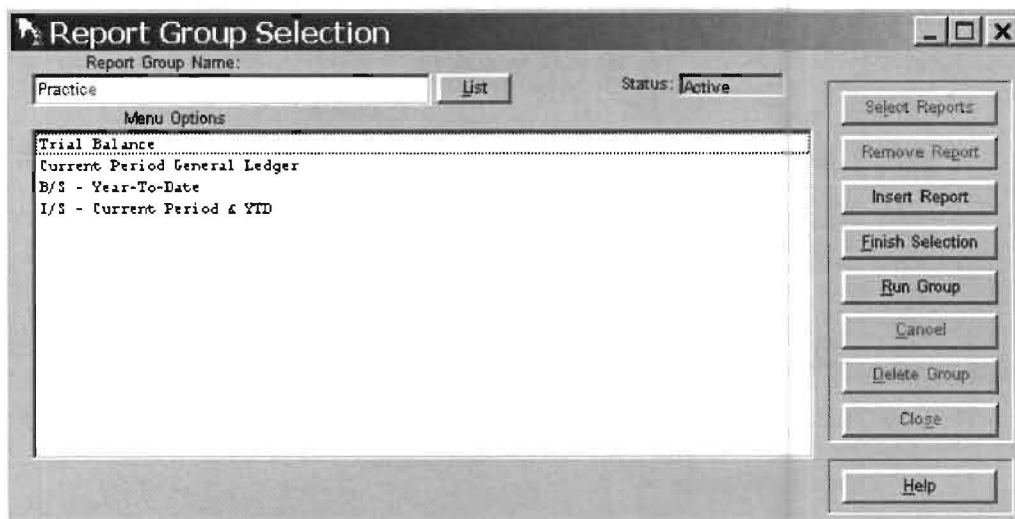 Report Group Selection
Report Group Name:
Practice
List
Status: Active
Menu Options
Trial Balance
Current Period General Ledger
B/S - Year-To-Date
I/S - Current Period & YTD
Select Reports
Remove Report
Insert Report
Finish Selection
Run Group
Cancel
Delete Group
Close
Help